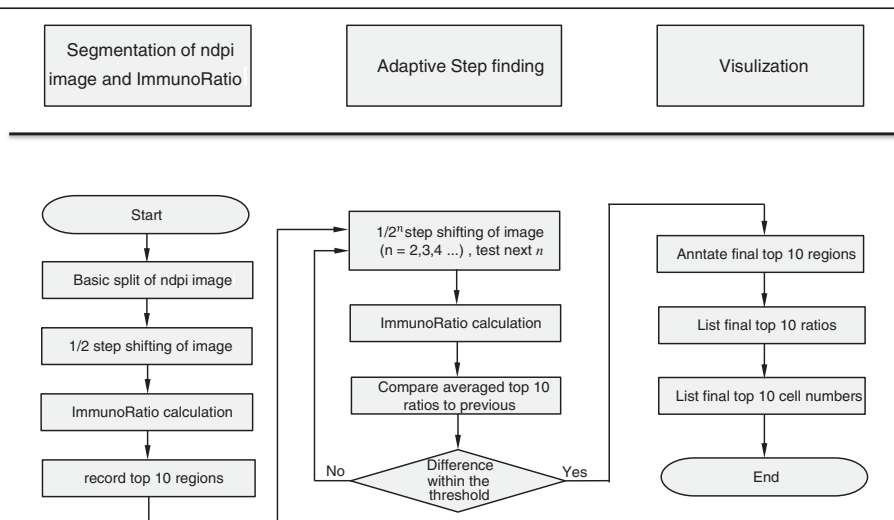 Segmentation of ndpi
image and ImmunoRatio
Adaptive Step finding
Visulization
Start
Basic split of ndpi image
1/2 step shifting of image
ImmunoRatio calculation
record top 10 regions
1/2ⁿ step shifting of image
(n = 2,3,4 ...) , test next n
ImmunoRatio calculation
Compare averaged top 10
ratios to previous
Difference
within the
threshold
No
Yes
Anntate final top 10 regions
List final top 10 ratios
List final top 10 cell numbers
End